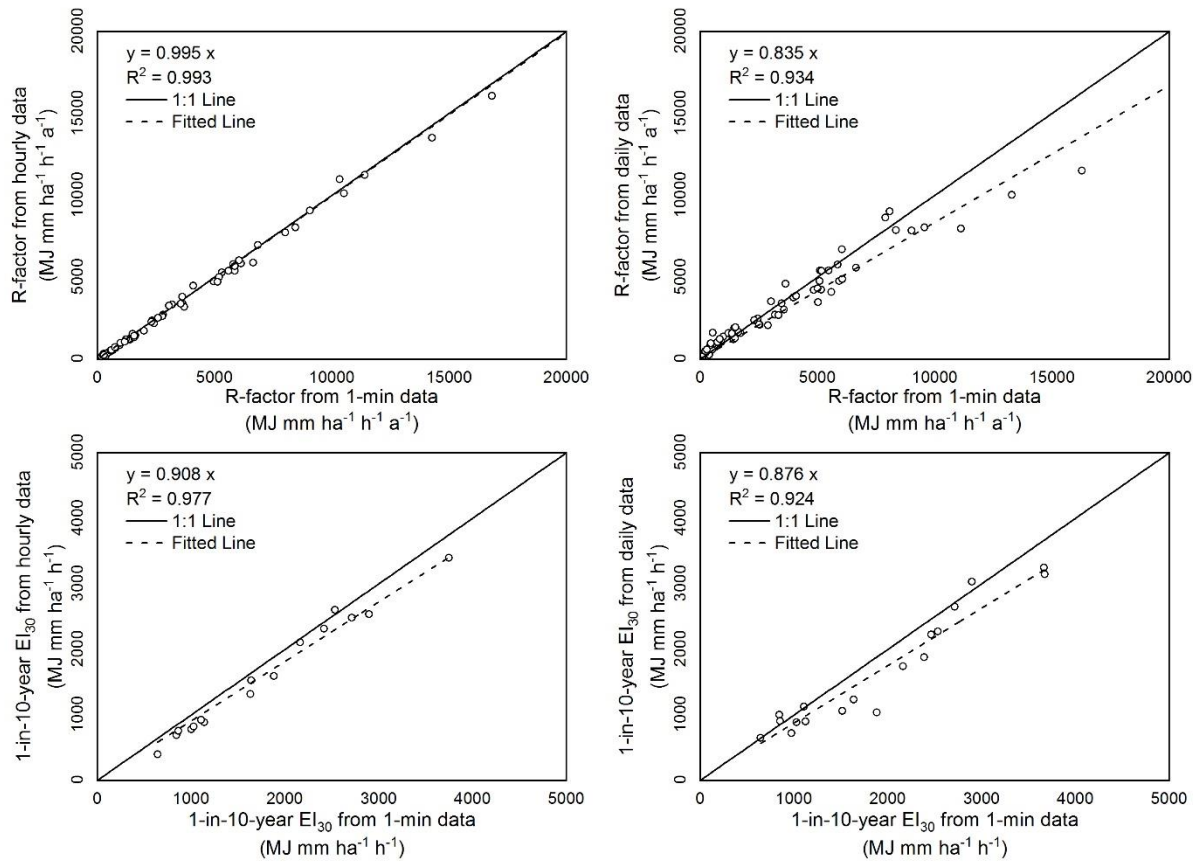 R-factor from hourly data
(MJ mm ha⁻¹ h⁻¹ a⁻¹)
20000
15000
10000
5000
0
y = 0.995 x
R² = 0.993
1:1 Line
Fitted Line
0 5000 10000 15000 20000
R-factor from 1-min data
(MJ mm ha⁻¹ h⁻¹ a⁻¹)
R-factor from daily data
(MJ mm ha⁻¹ h⁻¹ a⁻¹)
20000
15000
10000
5000
0
y = 0.835 x
R² = 0.934
1:1 Line
Fitted Line
0 5000 10000 15000 20000
R-factor from 1-min data
(MJ mm ha⁻¹ h⁻¹ a⁻¹)
1-in-10-year EI₃₀ from hourly data
(MJ mm ha⁻¹ h⁻¹)
5000
4000
3000
2000
1000
0
y = 0.908 x
R² = 0.977
1:1 Line
Fitted Line
0 1000 2000 3000 4000 5000
1-in-10-year EI₃₀ from 1-min data
(MJ mm ha⁻¹ h⁻¹)
1-in-10-year EI₃₀ from daily data
(MJ mm ha⁻¹ h⁻¹)
5000
4000
3000
2000
1000
0
y = 0.876 x
R² = 0.924
1:1 Line
Fitted Line
0 1000 2000 3000 4000 5000
1-in-10-year EI₃₀ from 1-min data
(MJ mm ha⁻¹ h⁻¹)